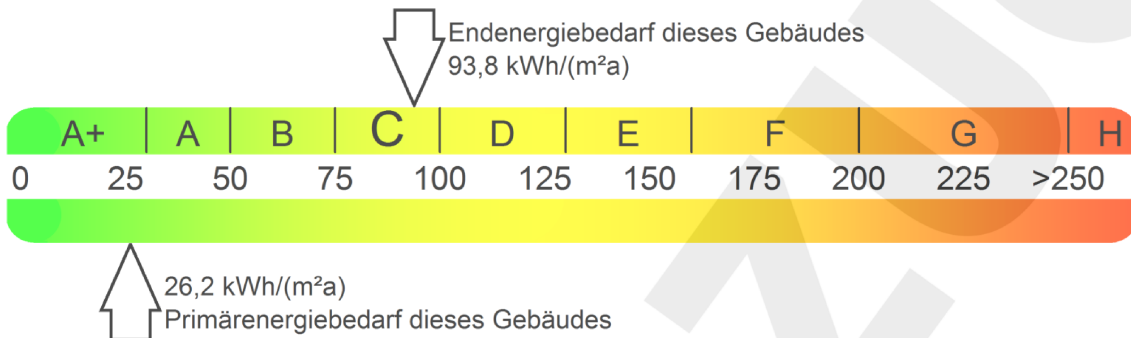 Endenergiebedarf dieses Gebäudes
93,8 kWh/(m²a)
A+ A B C D E F G H
0 25 50 75 100 125 150 175 200 225 >250
26,2 kWh/(m²a)
Primärenergiebedarf dieses Gebäudes